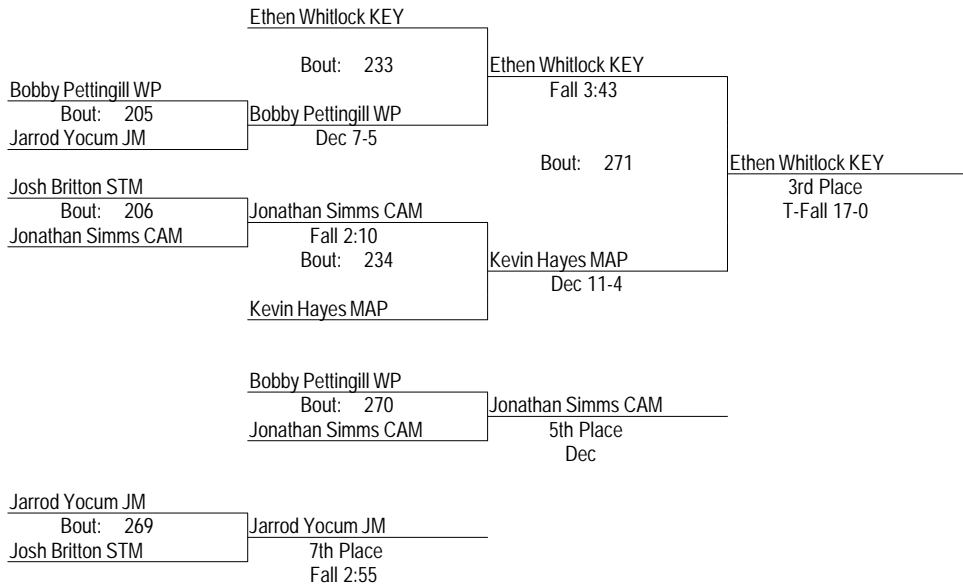 Ethen Whitlock KEY
Bout: 233
Ethen Whitlock KEY
Bobby Pettingill WP
Fall 3:43
Bout: 205
Bobby Pettingill WP
Jarrod Yocum JM
Dec 7-5
Bout: 271
Ethen Whitlock KEY
Josh Britton STM
3rd Place
Bout: 206
Jonathan Simms CAM
T-Fall 17-0
Jonathan Simms CAM
Fall 2:10
Bout: 234
Kevin Hayes MAP
Dec 11-4
Kevin Hayes MAP
Bobby Pettingill WP
Bout: 270
Jonathan Simms CAM
Jonathan Simms CAM
5th Place
Dec
Jarrod Yocum JM
Bout: 269
Jarrod Yocum JM
Josh Britton STM
7th Place
Fall 2:55